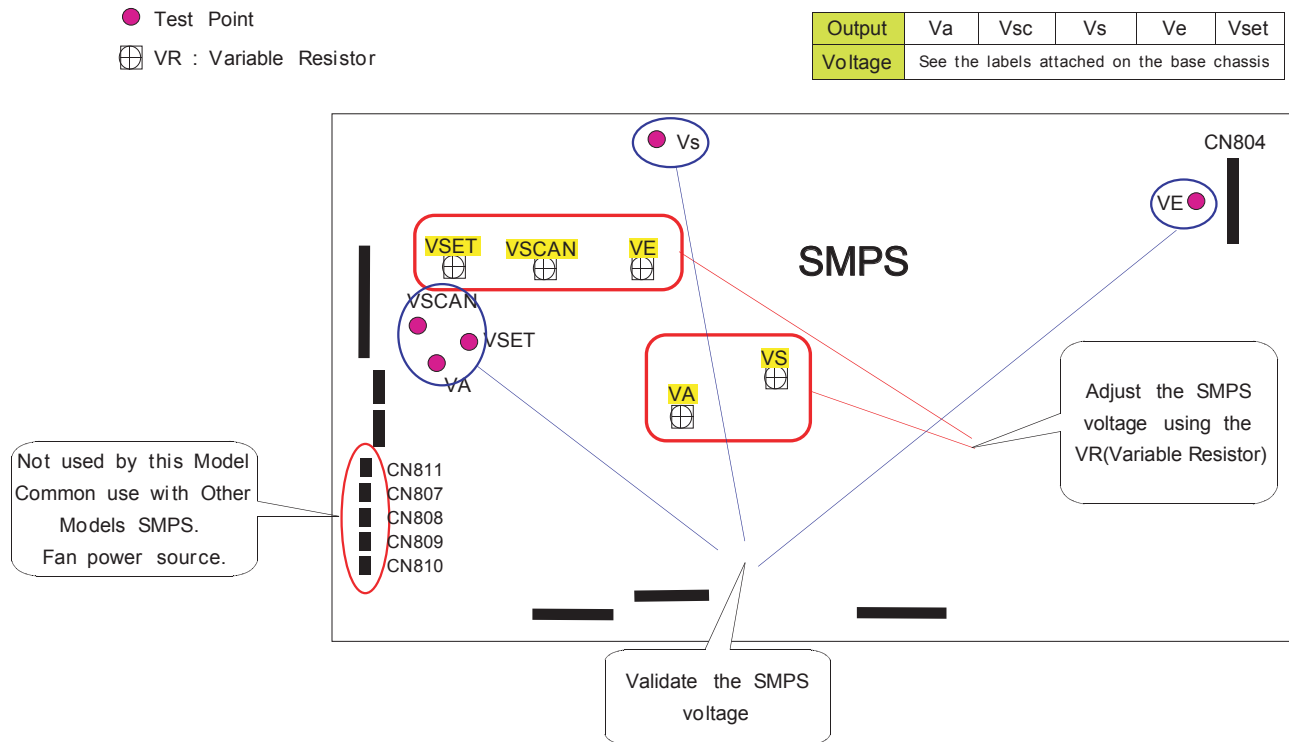 Test Point
VR : Variable Resistor
Output Va Vsc Vs Ve Vset
Voltage See the labels attached on the base chassis
Vs
CN804
VE
VSET VSCAN VE
SMPS
VSCAN
VSET
VA
VS
VA
Adjust the SMPS
voltage using the
VR(Variable Resistor)
Not used by this Model
Common use with Other
Models SMPS.
Fan power source.
CN811
CN807
CN808
CN809
CN810
Validate the SMPS
voltage